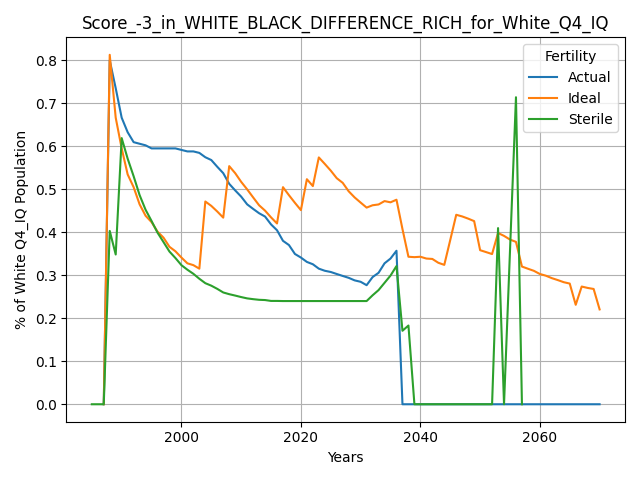 Score_-3_in_WHITE_BLACK_DIFFERENCE_RICH_for_White_Q4_IQ
Fertility
Actual
Ideal
Sterile
% of White Q4_IQ Population
0.8
0.7
0.6
0.5
0.4
0.3
0.2
0.1
0.0
2000
2020
2040
2060
Years